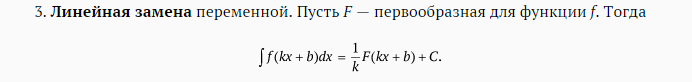 3. Линейная замена переменной. Пусть F — первообразная для функции f. Тогда
∫f(kx + b)dx = 1/k F(kx + b) + C.